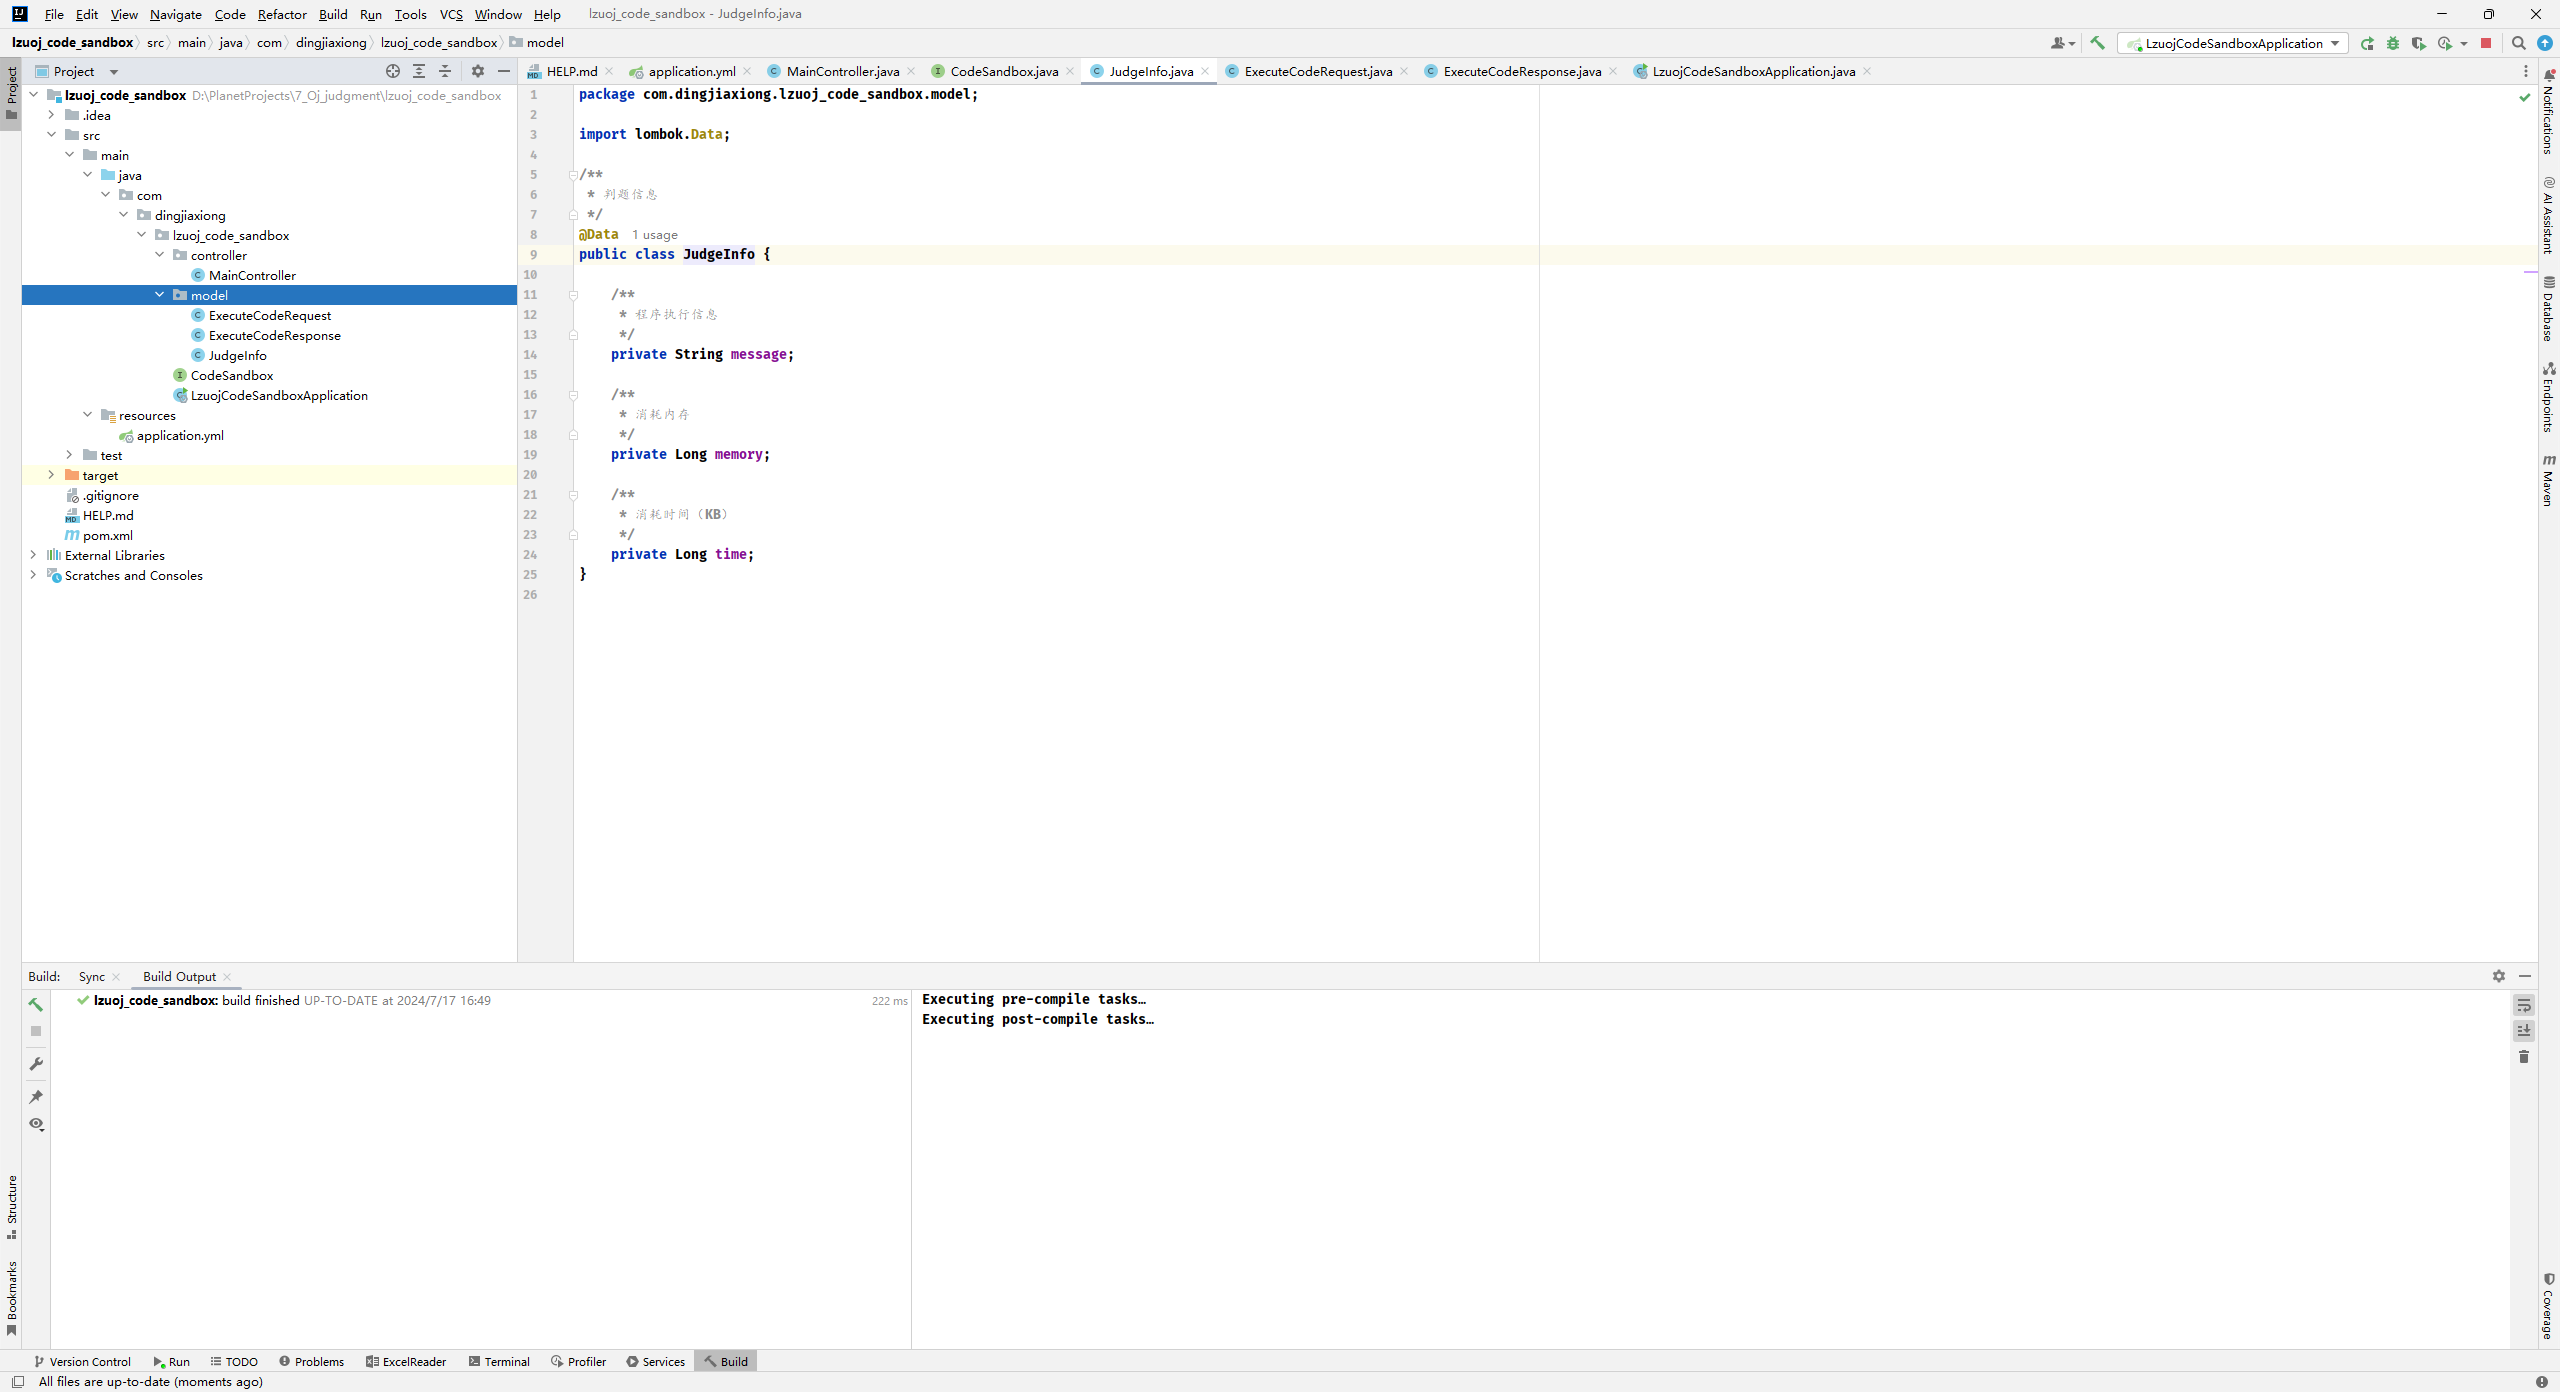 File Edit View Navigate Code Refactor Build Run Tools VCS Window Help lzuoj_code_sandbox - JudgeInfo.java
lzuoj_code_sandbox src main java com dingjiaxiong lzuoj_code_sandbox model LzuojCodeSandboxApplication
Project
HELP.md application.yml MainController.java CodeSandbox.java JudgeInfo.java ExecuteCodeRequest.java ExecuteCodeResponse.java LzuojCodeSandboxApplication.java
Project
Structure
Bookmarks
lzuoj_code_sandbox D:\PlanetProjects\7_Oj_judgment\lzuoj_code_sandbox
.idea
src
main
java
com
dingjiaxiong
lzuoj_code_sandbox
controller
MainController
model
ExecuteCodeRequest
ExecuteCodeResponse
JudgeInfo
CodeSandbox
LzuojCodeSandboxApplication
resources
application.yml
test
target
.gitignore
HELP.md
pom.xml
External Libraries
Scratches and Consoles
1 package com.dingjiaxiong.lzuoj_code_sandbox.model;
2
3 import lombok.Data;
4
5 /**
6 * 判题信息
7 */
8 @Data 1 usage
9 public class JudgeInfo {
10
11 /**
12 * 程序执行信息
13 */
14 private String message;
15
16 /**
17 * 消耗内存
18 */
19 private Long memory;
20
21 /**
22 * 消耗时间（KB）
23 */
24 private Long time;
25 }
26
Notifications
AI Assistant
Database
Endpoints
Maven
Coverage
Build: Sync Build Output
lzuoj_code_sandbox: build finished UP-TO-DATE at 2024/7/17 16:49 222 ms
Executing pre-compile tasks…
Executing post-compile tasks…
Version Control Run TODO Problems ExcelReader Terminal Profiler Services Build
All files are up-to-date (moments ago)